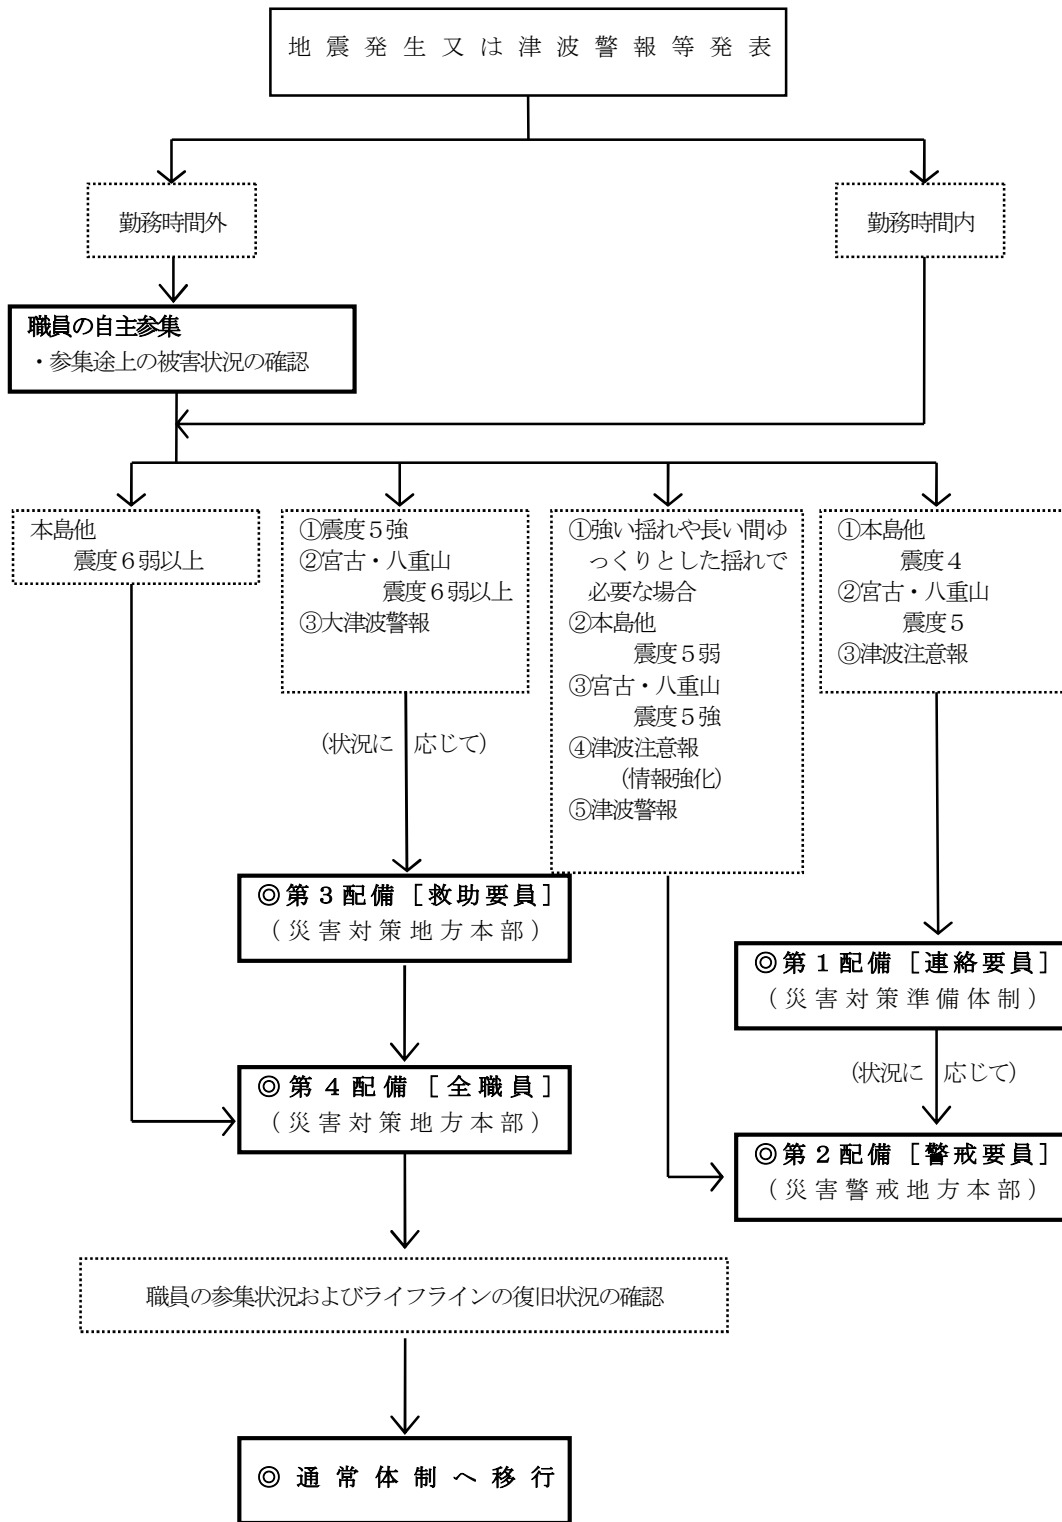 地震発生又は津波警報等発表
勤務時間外
勤務時間内
職員の自主参集
・参集途上の被害状況の確認
本島他
震度６弱以上
①震度５強
②宮古・八重山
震度６弱以上
③大津波警報
①強い揺れや長い間ゆ
っくりとした揺れで
必要な場合
②本島他
震度５弱
③宮古・八重山
震度５強
④津波注意報
（情報強化）
⑤津波警報
①本島他
震度４
②宮古・八重山
震度５
③津波注意報
（状況に　応じて）
◎第３配備［救助要員］
（災害対策地方本部）
◎第１配備［連絡要員］
（災害対策準備体制）
（状況に　応じて）
◎第４配備［全職員］
（災害対策地方本部）
◎第２配備［警戒要員］
（災害警戒地方本部）
職員の参集状況およびライフラインの復旧状況の確認
◎通常体制へ移行